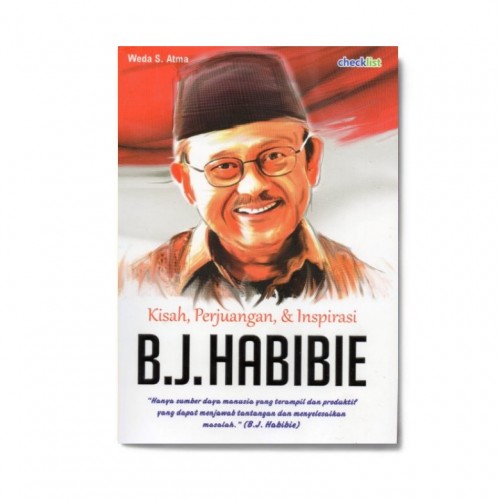 Weda S. Atma
checklist
Kisah, Perjuangan, & Inspirasi
B.J. HABIBIE
"Hanya sumber daya manusia yang terampil dan produktif
yang dapat menjawab tantangan dan menyelesaikan
masalah." (B.J. Habibie)